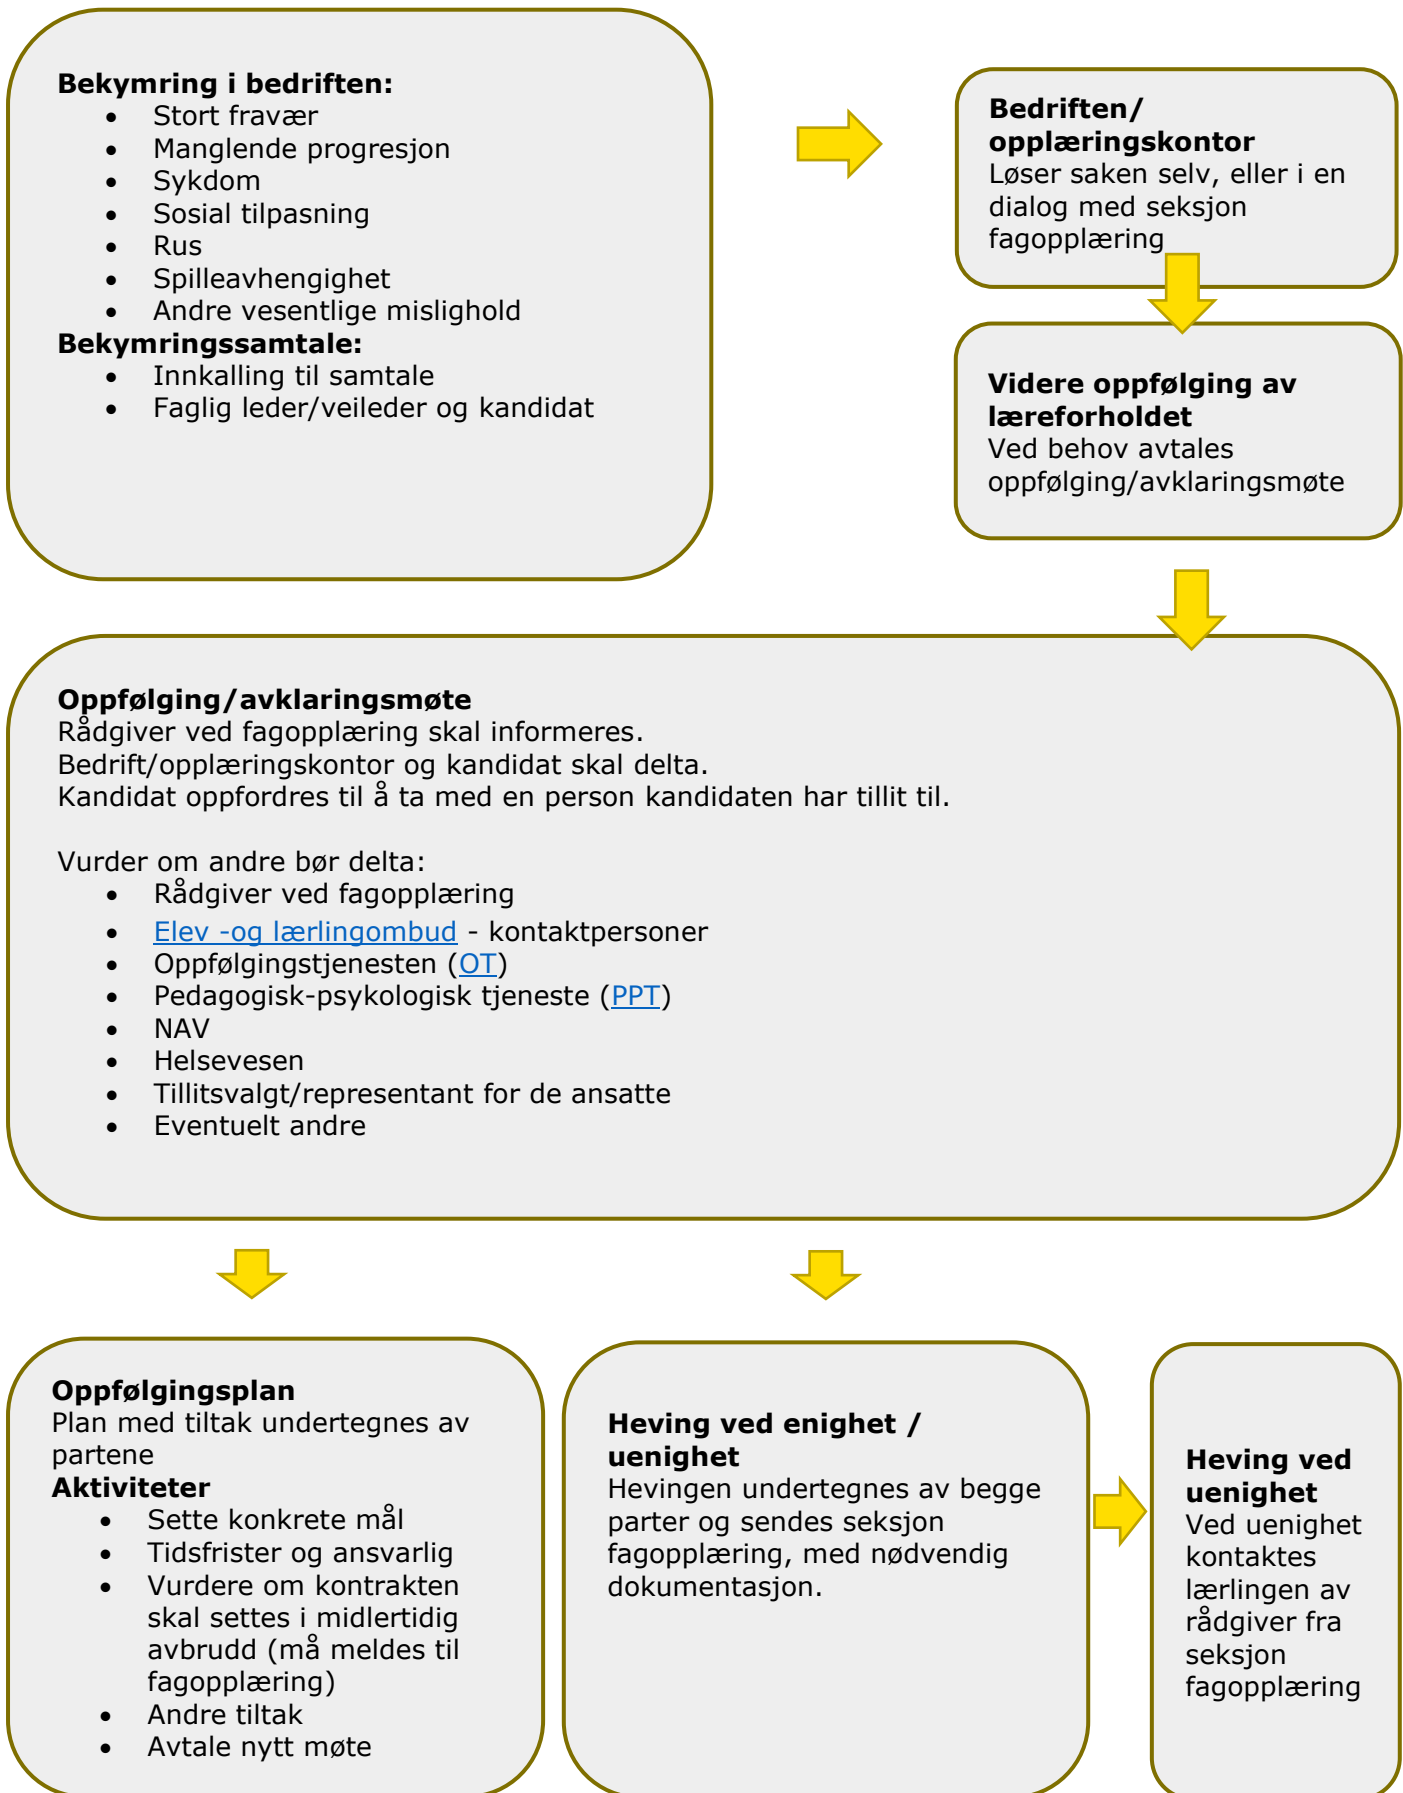 Bekymring i bedriften:
• Stort fravær
• Manglende progresjon
• Sykdom
• Sosial tilpasning
• Rus
• Spilleavhengighet
• Andre vesentlige mislighold
Bekymringssamtale:
• Innkalling til samtale
• Faglig leder/veileder og kandidat
Bedriften/
opplæringskontor
Løser saken selv, eller i en
dialog med seksjon
fagopplæring
Videre oppfølging av
læreforholdet
Ved behov avtales
oppfølging/avklaringsmøte
Oppfølging/avklaringsmøte
Rådgiver ved fagopplæring skal informeres.
Bedrift/opplæringskontor og kandidat skal delta.
Kandidat oppfordres til å ta med en person kandidaten har tillit til.
Vurder om andre bør delta:
• Rådgiver ved fagopplæring
• Elev -og lærlingombud - kontaktpersoner
• Oppfølgingstjenesten (OT)
• Pedagogisk-psykologisk tjeneste (PPT)
• NAV
• Helsevesen
• Tillitsvalgt/representant for de ansatte
• Eventuelt andre
Oppfølgingsplan
Plan med tiltak undertegnes av
partene
Aktiviteter
• Sette konkrete mål
• Tidsfrister og ansvarlig
• Vurdere om kontrakten
skal settes i midlertidig
avbrudd (må meldes til
fagopplæring)
• Andre tiltak
• Avtale nytt møte
Heving ved enighet /
uenighet
Hevingen undertegnes av begge
parter og sendes seksjon
fagopplæring, med nødvendig
dokumentasjon.
Heving ved
uenighet
Ved uenighet
kontaktes
lærlingen av
rådgiver fra
seksjon
fagopplæring